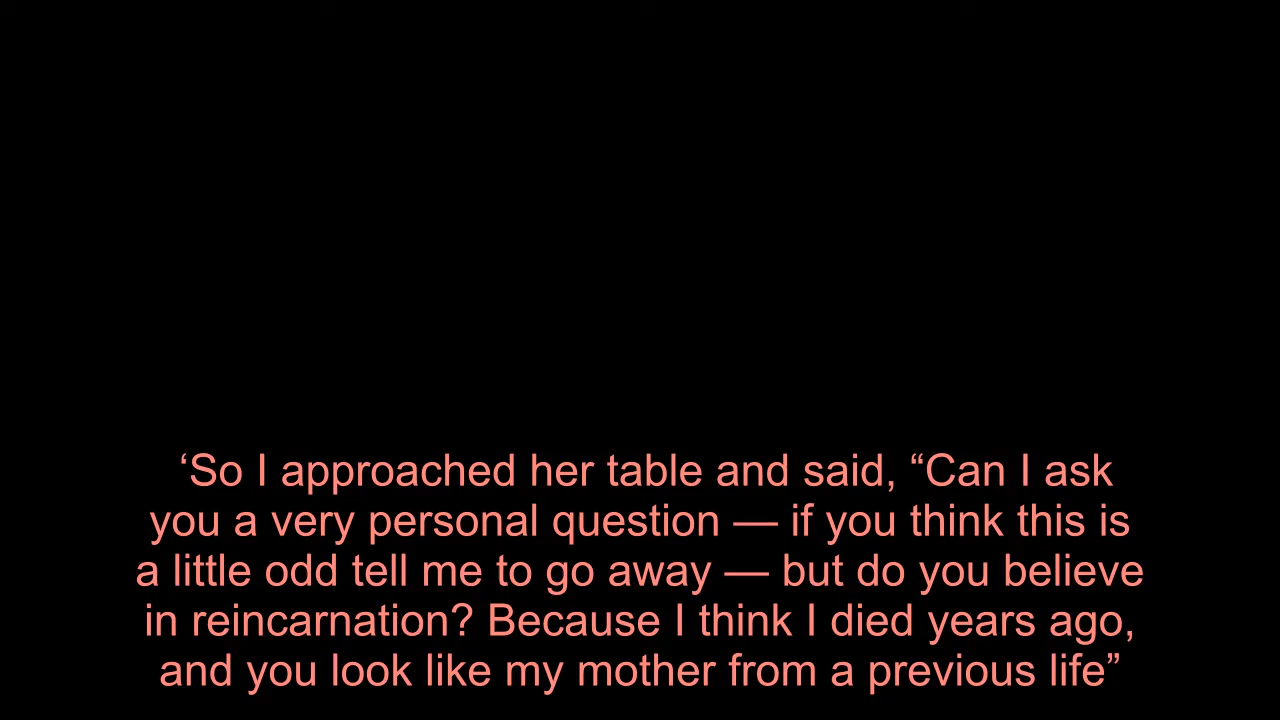 ‘So I approached her table and said, “Can I ask
you a very personal question — if you think this is
a little odd tell me to go away — but do you believe
in reincarnation? Because I think I died years ago,
and you look like my mother from a previous life”